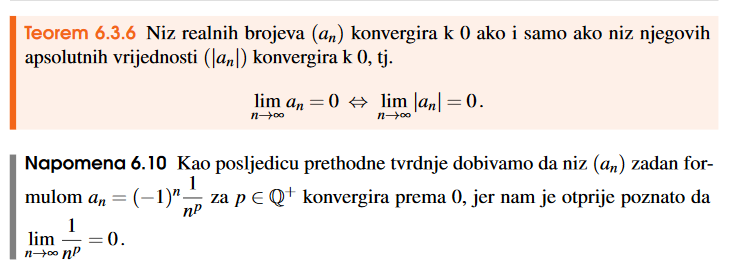 Teorem 6.3.6 Niz realnih brojeva (aₙ) konvergira k 0 ako i samo ako niz njegovih
apsolutnih vrijednosti (|aₙ|) konvergira k 0, tj.
lim_{n→∞} aₙ = 0 ⇔ lim_{n→∞} |aₙ| = 0.
Napomena 6.10 Kao posljedicu prethodne tvrdnje dobivamo da niz (aₙ) zadan for-
mulom aₙ = (−1)ⁿ 1/nᵖ za p ∈ ℚ⁺ konvergira prema 0, jer nam je otprije poznato da
lim_{n→∞} 1/nᵖ = 0.